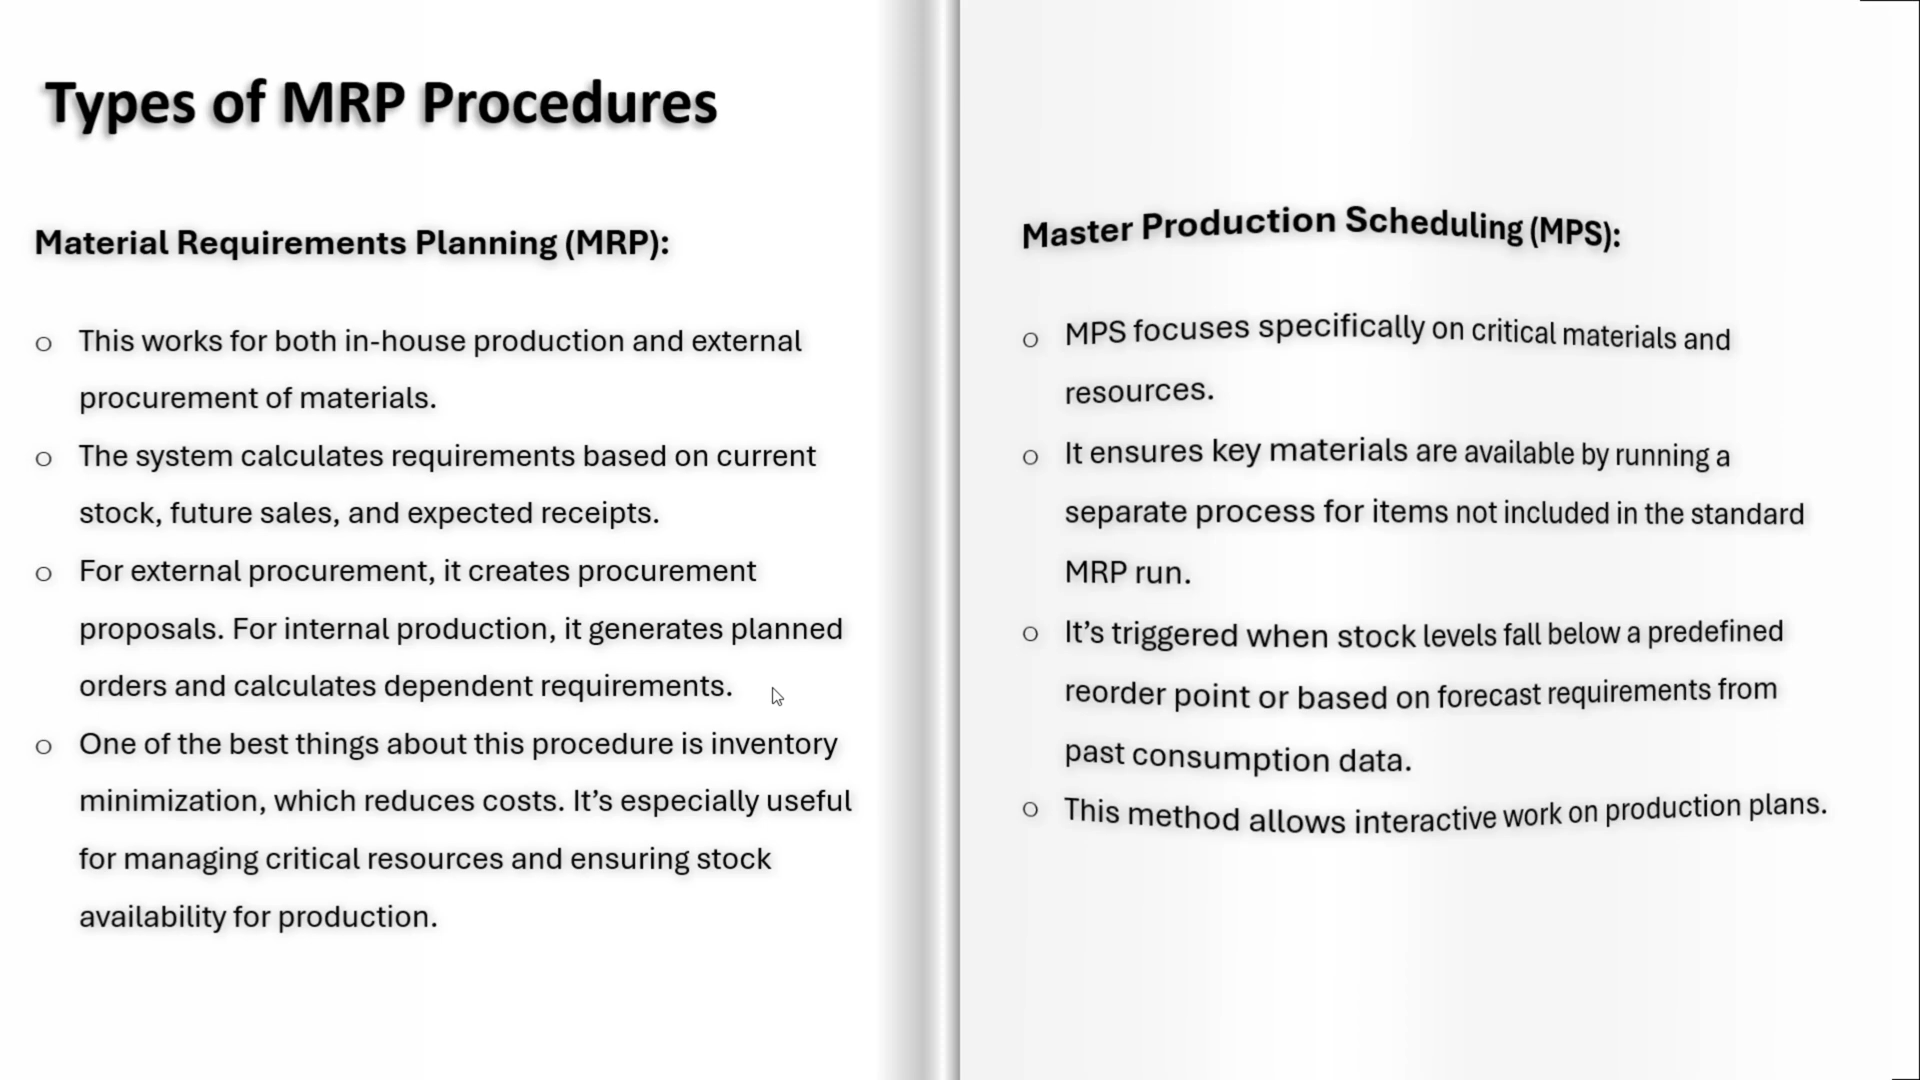 Types of MRP Procedures
Material Requirements Planning (MRP):
o This works for both in-house production and external
procurement of materials.
o The system calculates requirements based on current
stock, future sales, and expected receipts.
o For external procurement, it creates procurement
proposals. For internal production, it generates planned
orders and calculates dependent requirements.
o One of the best things about this procedure is inventory
minimization, which reduces costs. It’s especially useful
for managing critical resources and ensuring stock
availability for production.
Master Production Scheduling (MPS):
o MPS focuses specifically on critical materials and
resources.
o It ensures key materials are available by running a
separate process for items not included in the standard
MRP run.
o It’s triggered when stock levels fall below a predefined
reorder point or based on forecast requirements from
past consumption data.
o This method allows interactive work on production plans.